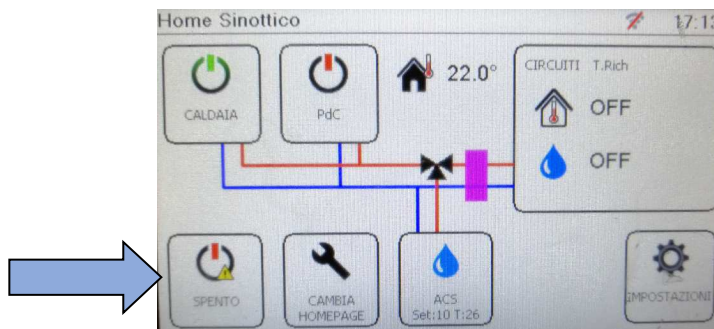 Home Sinottico
17:13
CALDAIA
PdC
22.0°
CIRCUITI T.Rich
OFF
OFF
SPENTO
CAMBIA
HOMEPAGE
ACS
Set:10 T:26
IMPOSTAZIONI